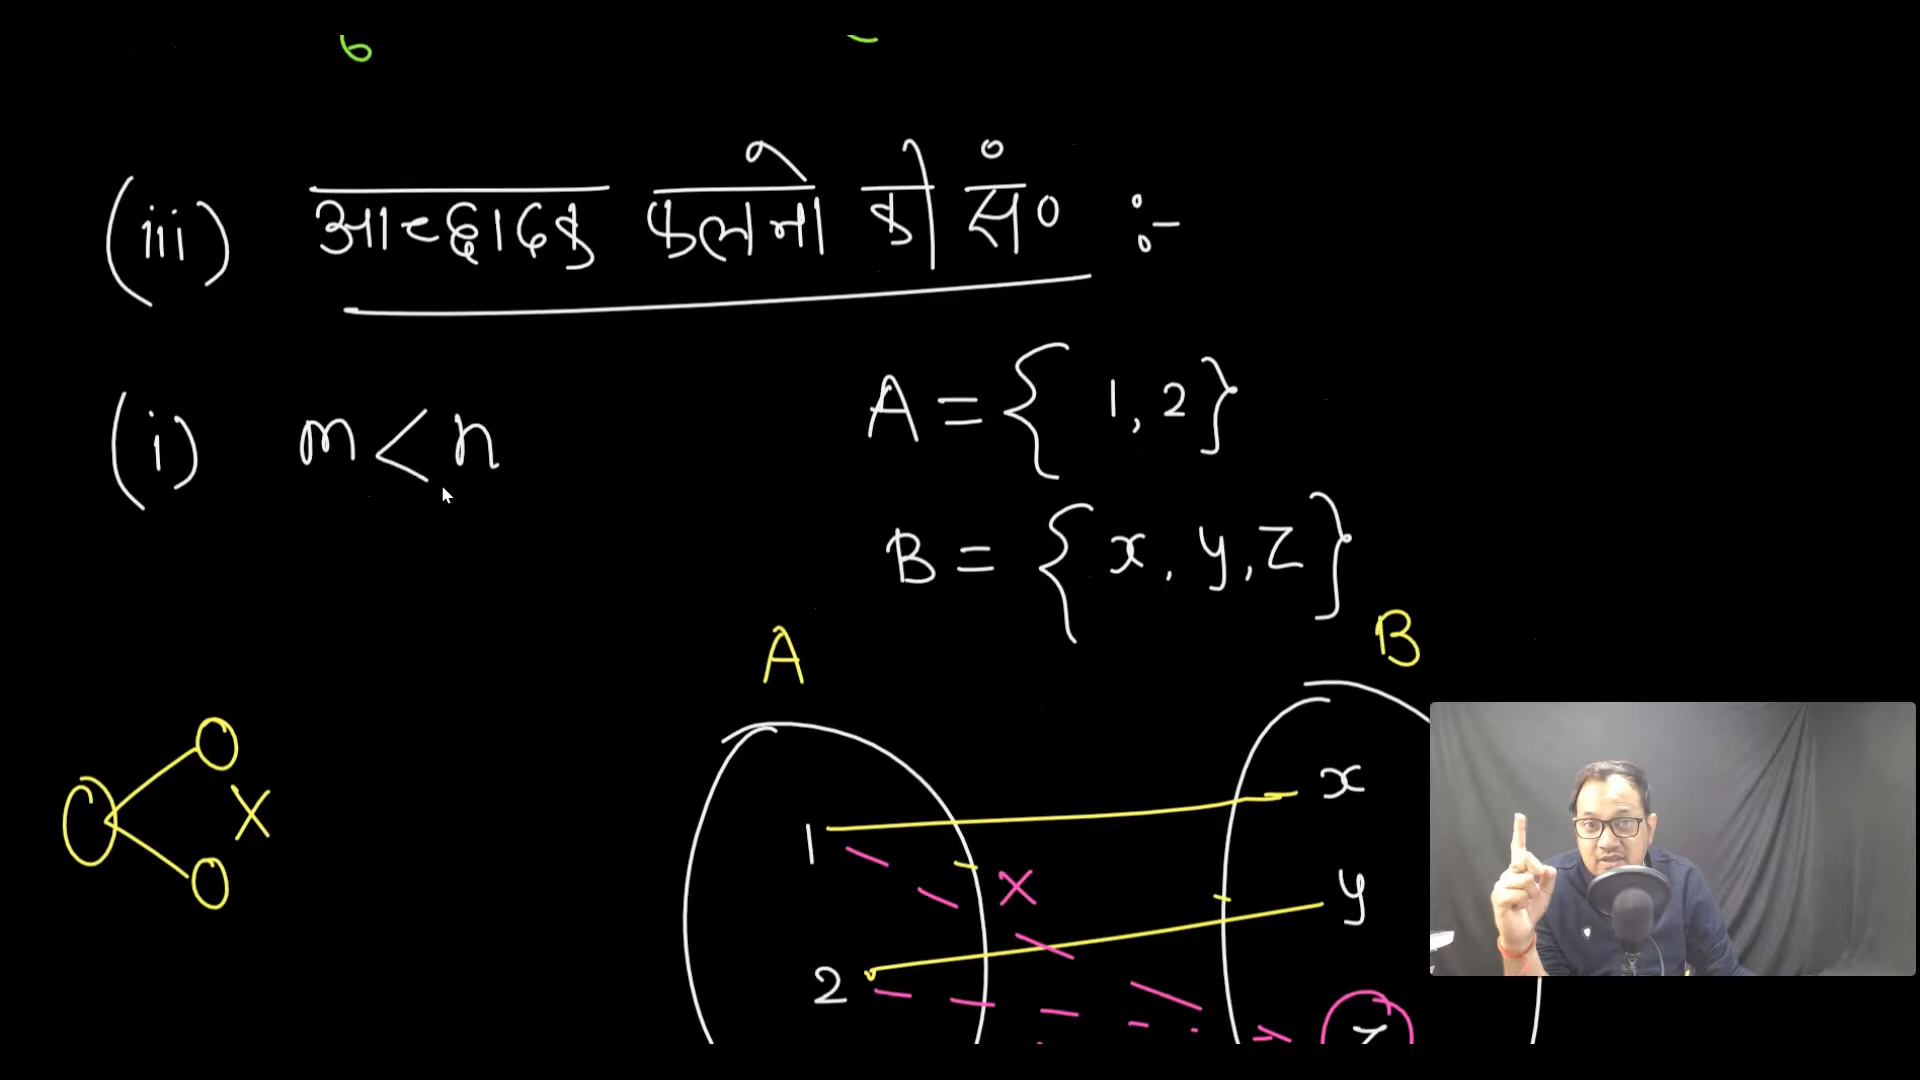 (iii) आच्छादक फलनो की सं० :-
(i) m < n
A = { 1, 2 }
B = { x, y, z }
A B
x
1 x
y
2
z